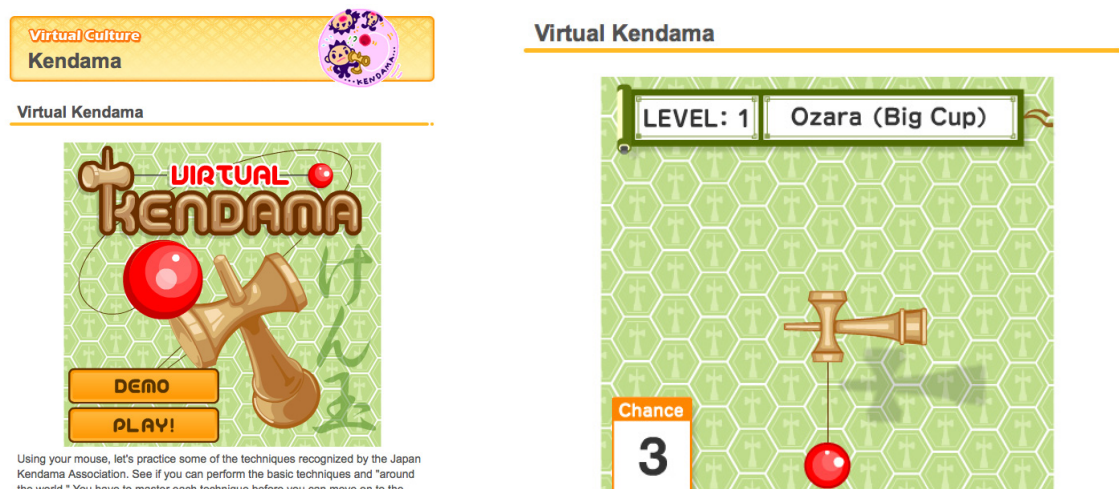 Virtual Culture
Kendama
KENDAMA...
Virtual Kendama
VIRTUAL
KENDAMA
けん玉
DEMO
PLAY!
Using your mouse, let's practice some of the techniques recognized by the Japan
Kendama Association. See if you can perform the basic techniques and "around
the world." You have to master each technique before you can move on to the
Virtual Kendama
LEVEL: 1
Ozara (Big Cup)
Chance
3